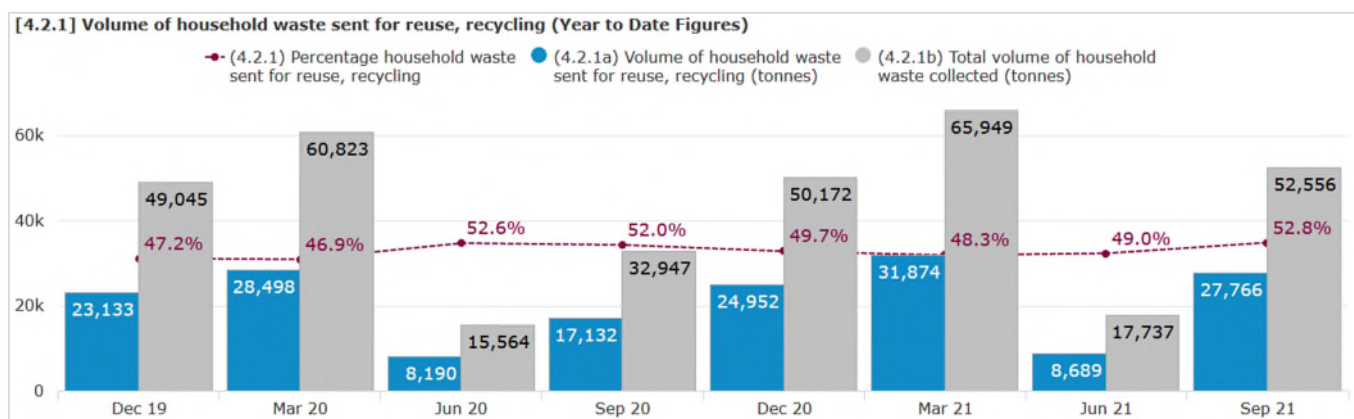 [4.2.1] Volume of household waste sent for reuse, recycling (Year to Date Figures)
(4.2.1) Percentage household waste
sent for reuse, recycling
(4.2.1a) Volume of household waste
sent for reuse, recycling (tonnes)
(4.2.1b) Total volume of household
waste collected (tonnes)
60k
40k
20k
0
49,045
47.2%
23,133
60,823
46.9%
28,498
52.6%
15,564
8,190
52.0%
32,947
17,132
50,172
49.7%
24,952
65,949
48.3%
31,874
49.0%
17,737
8,689
52,556
52.8%
27,766
Dec 19
Mar 20
Jun 20
Sep 20
Dec 20
Mar 21
Jun 21
Sep 21